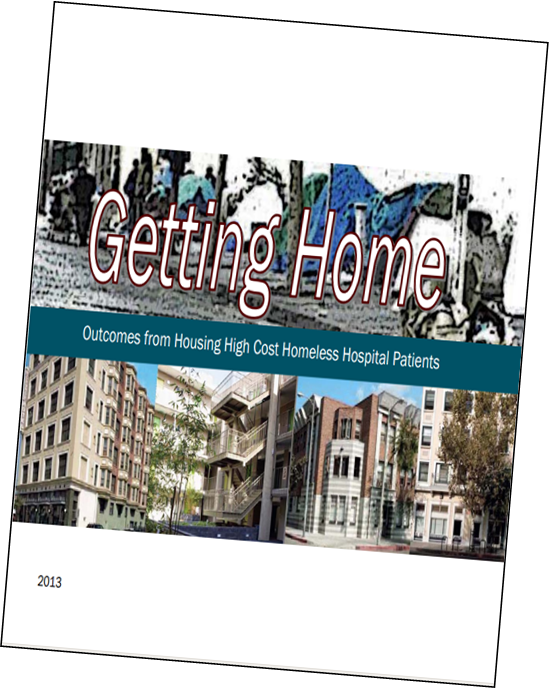 Getting Home
Outcomes from Housing High Cost Homeless Hospital Patients
2013